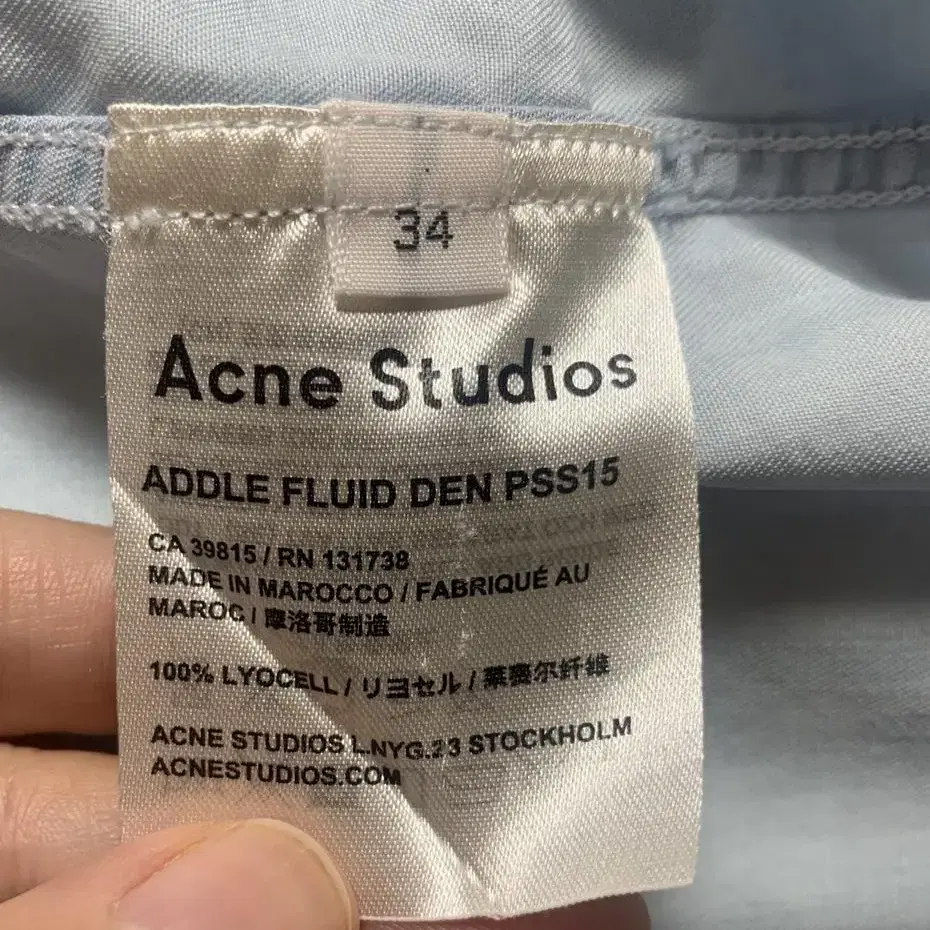 34
Acne Studios
ADDLE FLUID DEN PSS15
CA 39815 / RN 131738
MADE IN MAROCCO / FABRIQUÉ AU
MAROC / 摩洛哥制造
100% LYOCELL / リヨセル / 莱赛尔纤维
ACNE STUDIOS L.NYG.23 STOCKHOLM
ACNESTUDIOS.COM